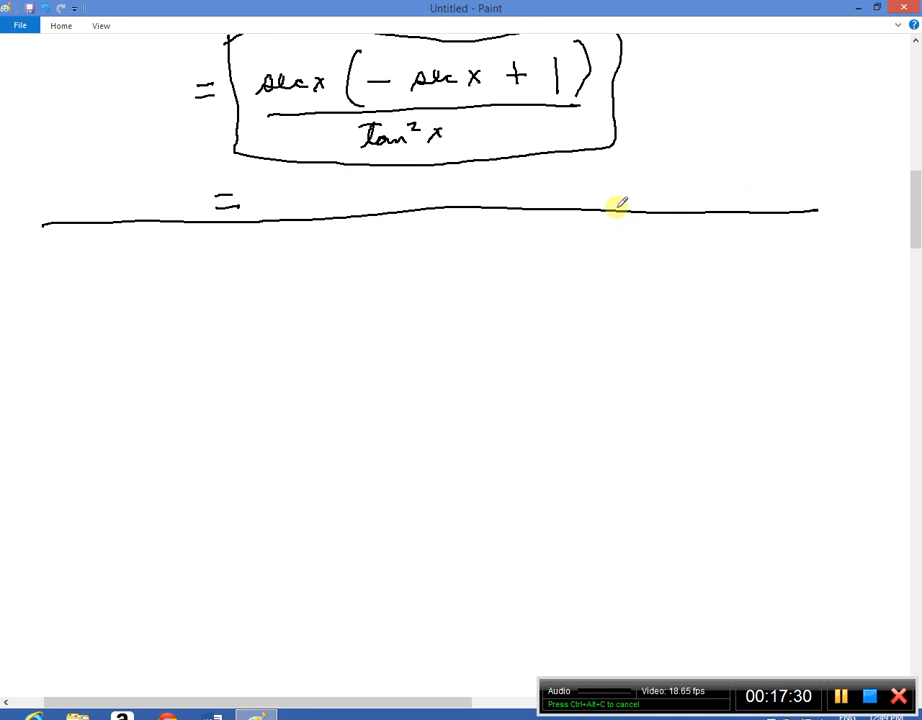 Untitled - Paint
File Home View
= sec x (- sec x + 1)
tan² x
=
Audio Video: 18.65 fps 00:17:30
Press Ctrl+Alt+C to cancel